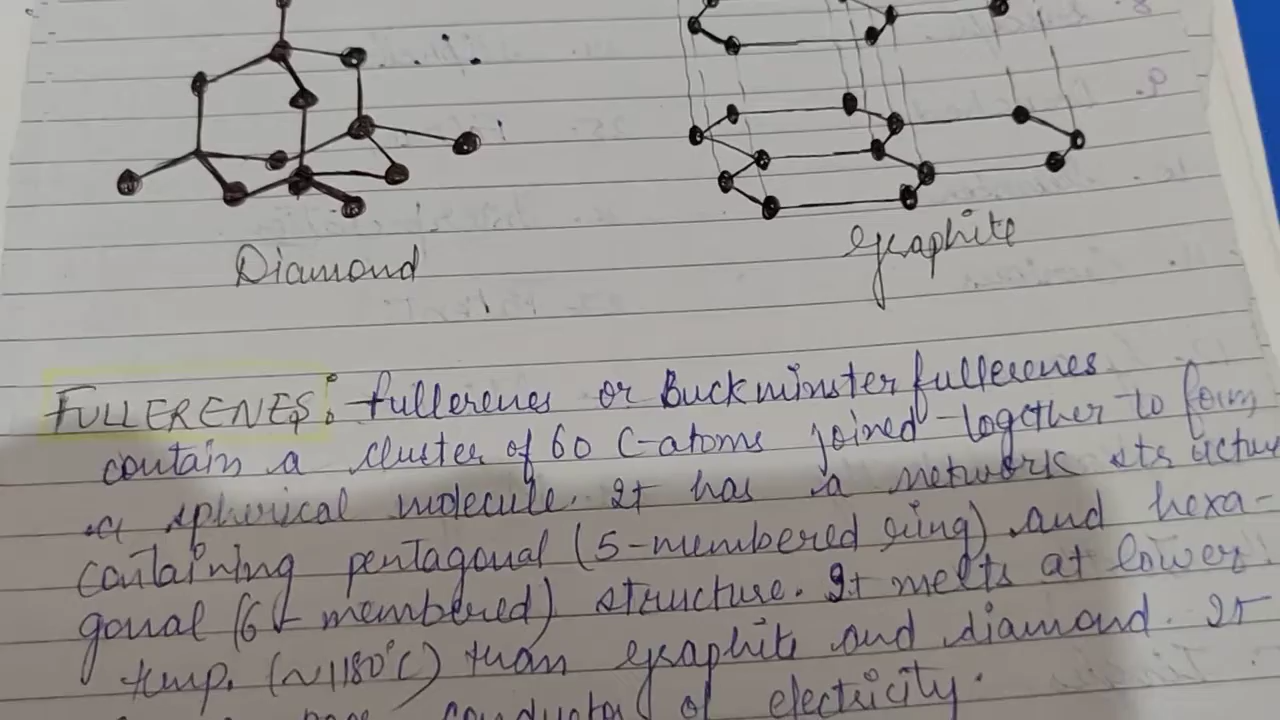 Diamond
graphite
FULLERENES: fullerenes or Buckminster fullerenes
contain a cluster of 60 C-atoms joined together to form
a spherical molecule. It has a network structure
containing pentagonal (5-membered ring) and hexa-
gonal (6-membered) structure. It melts at lower
temp. (~1180°C) than graphite and diamond. It
conductor of electricity.